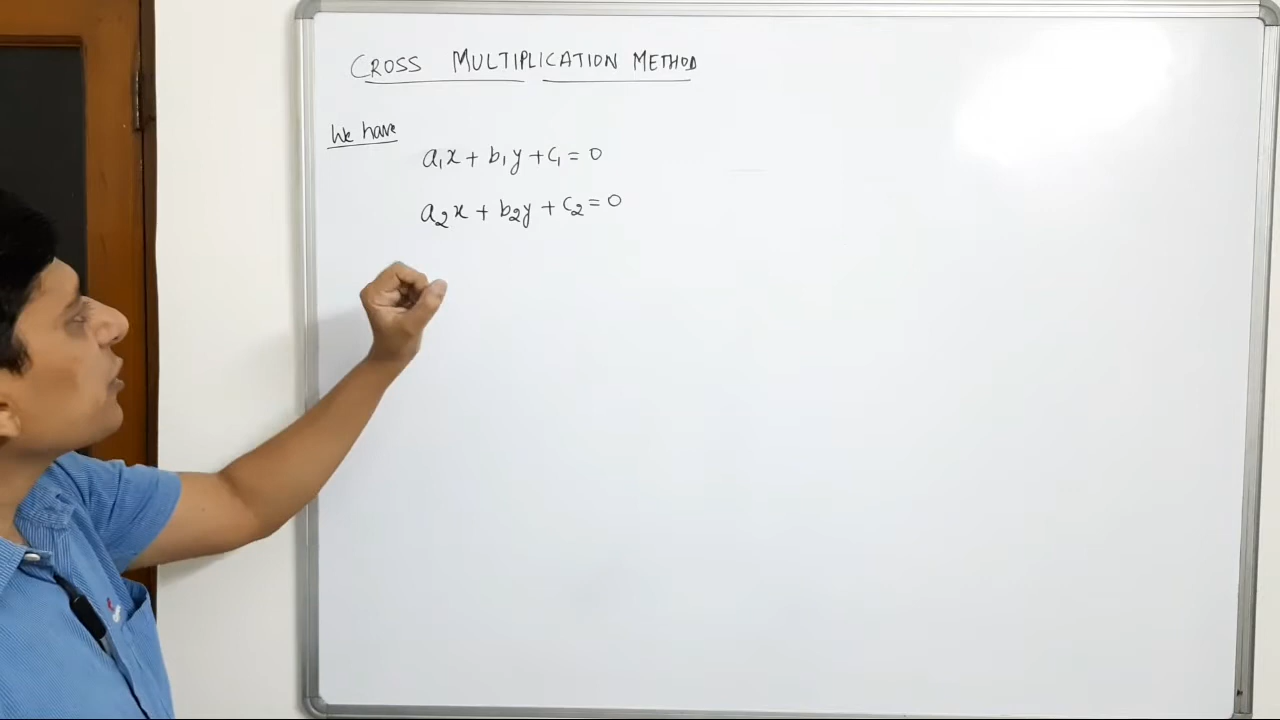 CROSS MULTIPLICATION METHOD
We have
a₁x + b₁y + c₁ = 0
a₂x + b₂y + c₂ = 0